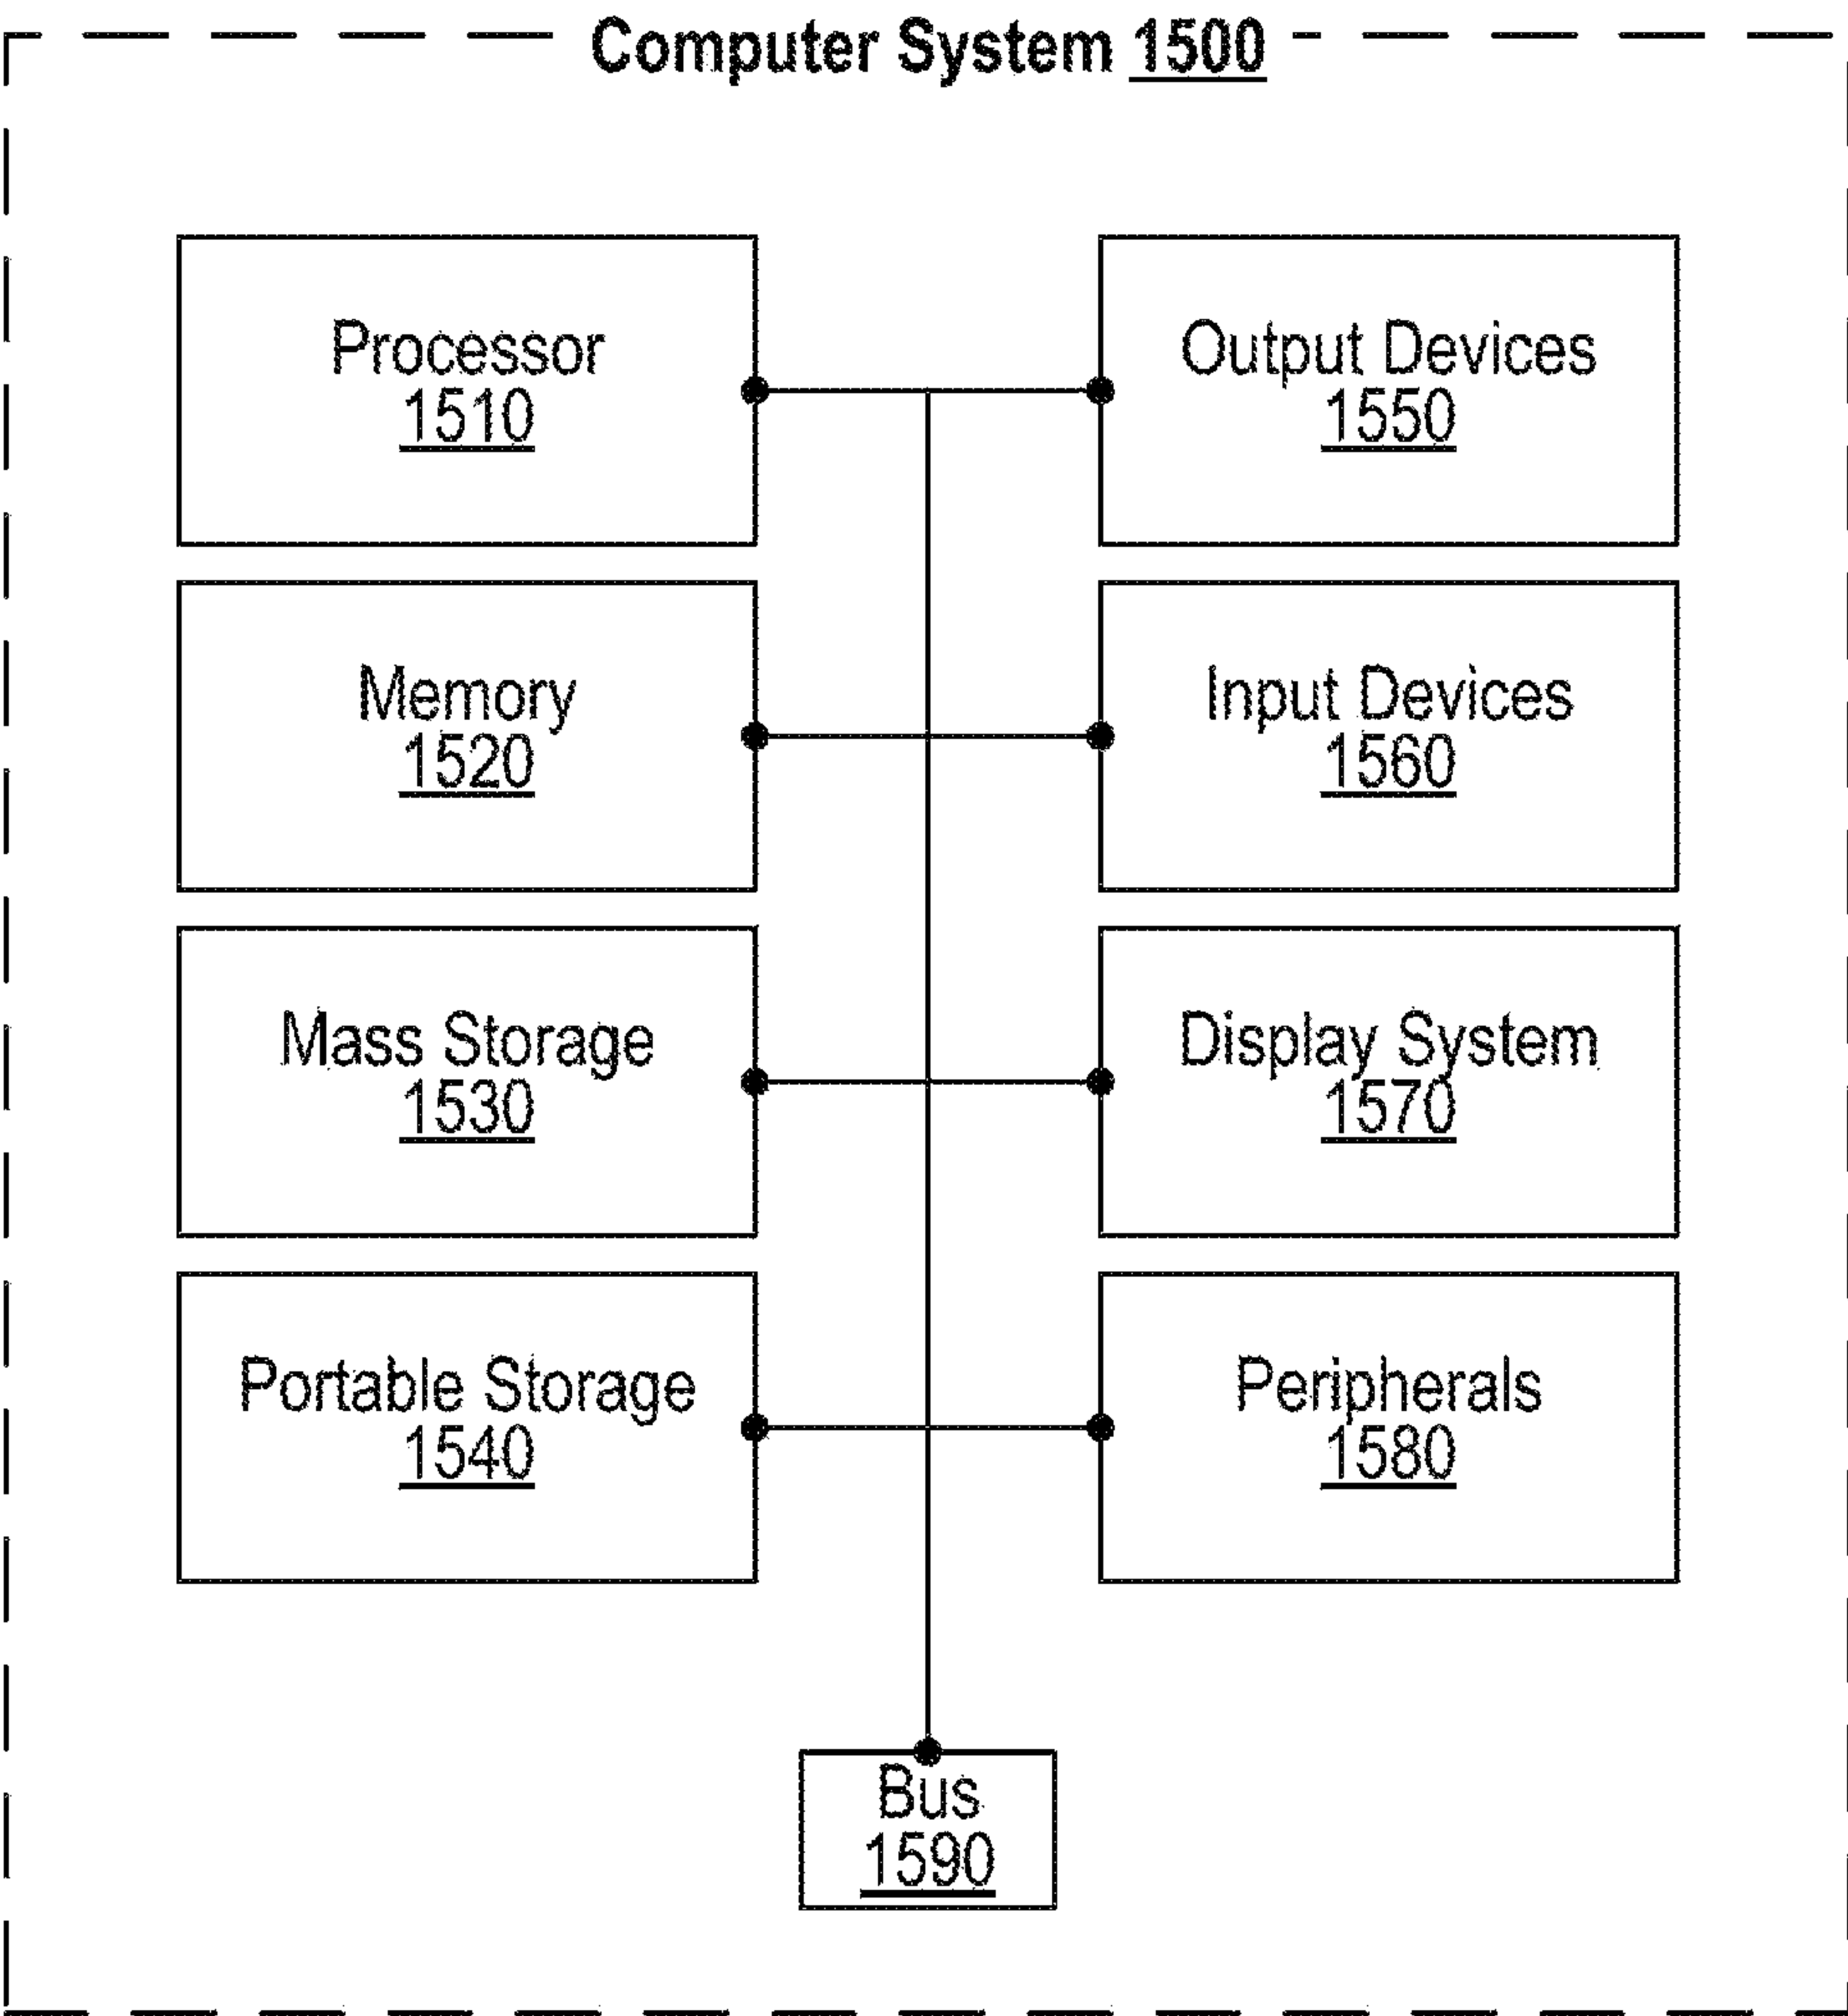 Computer System 1500
Processor
1510
Output Devices
1550
Memory
1520
Input Devices
1560
Mass Storage
1530
Display System
1570
Portable Storage
1540
Peripherals
1580
Bus
1590